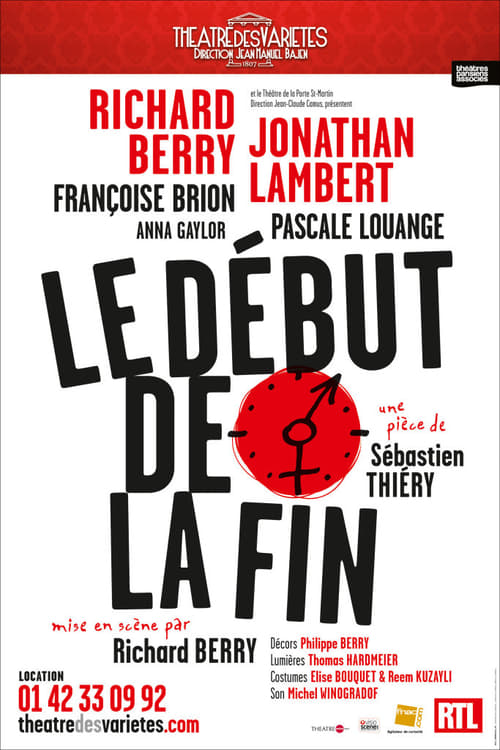 THEATRE DES VARIETES
DIRECTION JEAN MANUEL BAJEN
1807
théâtres
parisiens
associés
et le Théâtre de la Porte St-Martin
Direction Jean-Claude Camus, présentent
RICHARD
BERRY
JONATHAN
LAMBERT
FRANÇOISE BRION
ANNA GAYLOR
PASCALE LOUANGE
LE DÉBUT
DE
LA FIN
une
pièce de
Sébastien
THIÉRY
mise en scène par
Richard BERRY
Décors Philippe BERRY
Lumières Thomas HARDMEIER
Costumes Elise BOUQUET & Reem KUZAYLI
Son Michel WINOGRADOF
LOCATION
01 42 33 09 92
theatredesvarietes.com
THEATRE
fnac.com
RTL